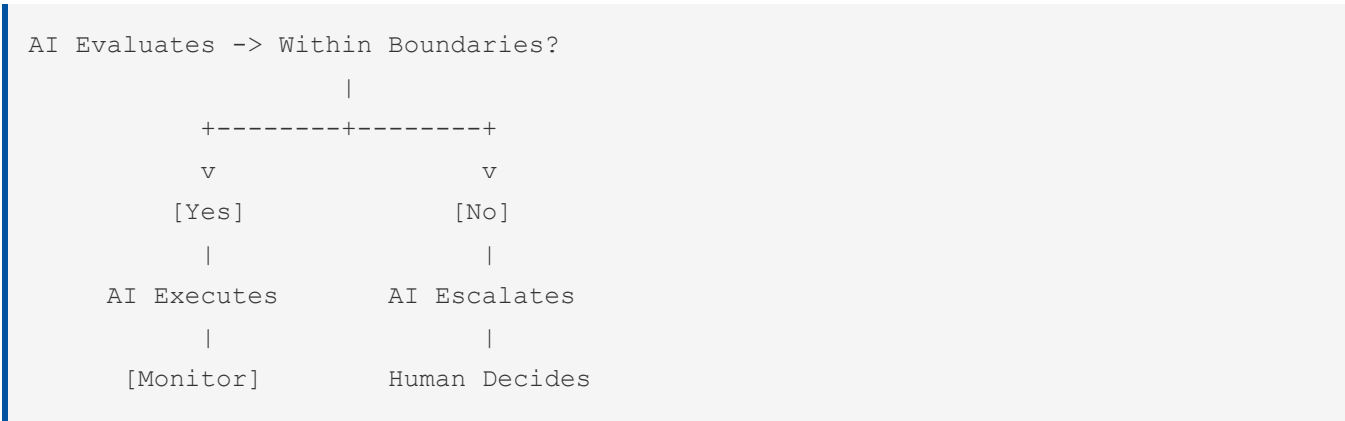 AI Evaluates -> Within Boundaries?
|
+--------+--------+
v v
[Yes] [No]
| |
AI Executes AI Escalates
| |
[Monitor] Human Decides